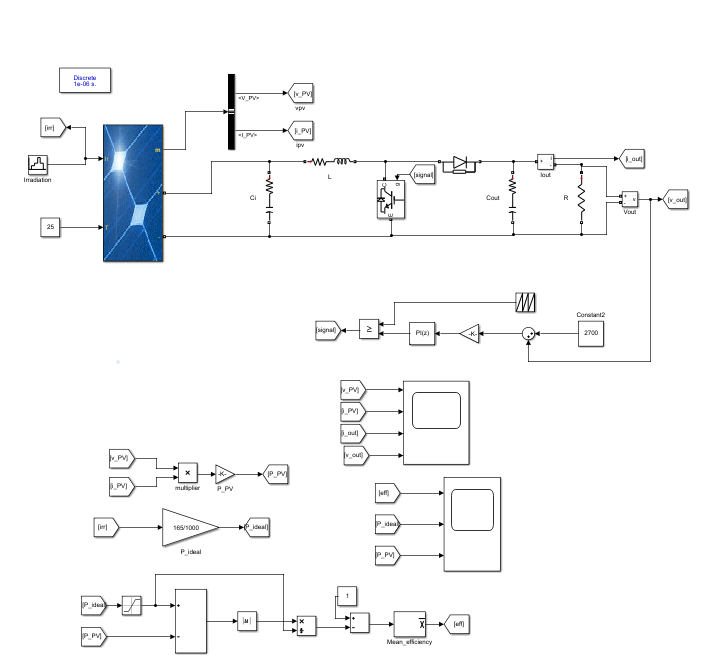 Discrete
1e-06 s.
<V_PV>
[v_PV]
vpv
<I_PV>
[i_PV]
ipv
[irr]
Irradiation
25
m
+
-
T
Ci
L
[signal]
g
C
E
Cout
+
-
i
Iout
[i_out]
R
+
-
v
Vout
[v_out]
Constant2
2700
-K-
PI(z)
≥
[signal]
[v_PV]
[i_PV]
[i_out]
[v_out]
[v_PV]
[i_PV]
×
multiplier
-K-
P_PV
[P_PV]
[irr]
165/1000
P_ideal
[P_ideal]
[eff]
[P_ideal]
[P_PV]
[P_ideal]
[P_PV]
+
-
|u|
×
÷
1
+
-
x
Mean_efficiency
[eff]